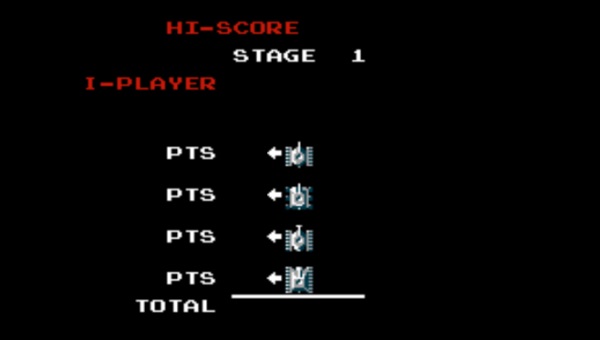 HI-SCORE
STAGE 1
I-PLAYER
PTS
PTS
PTS
PTS
TOTAL